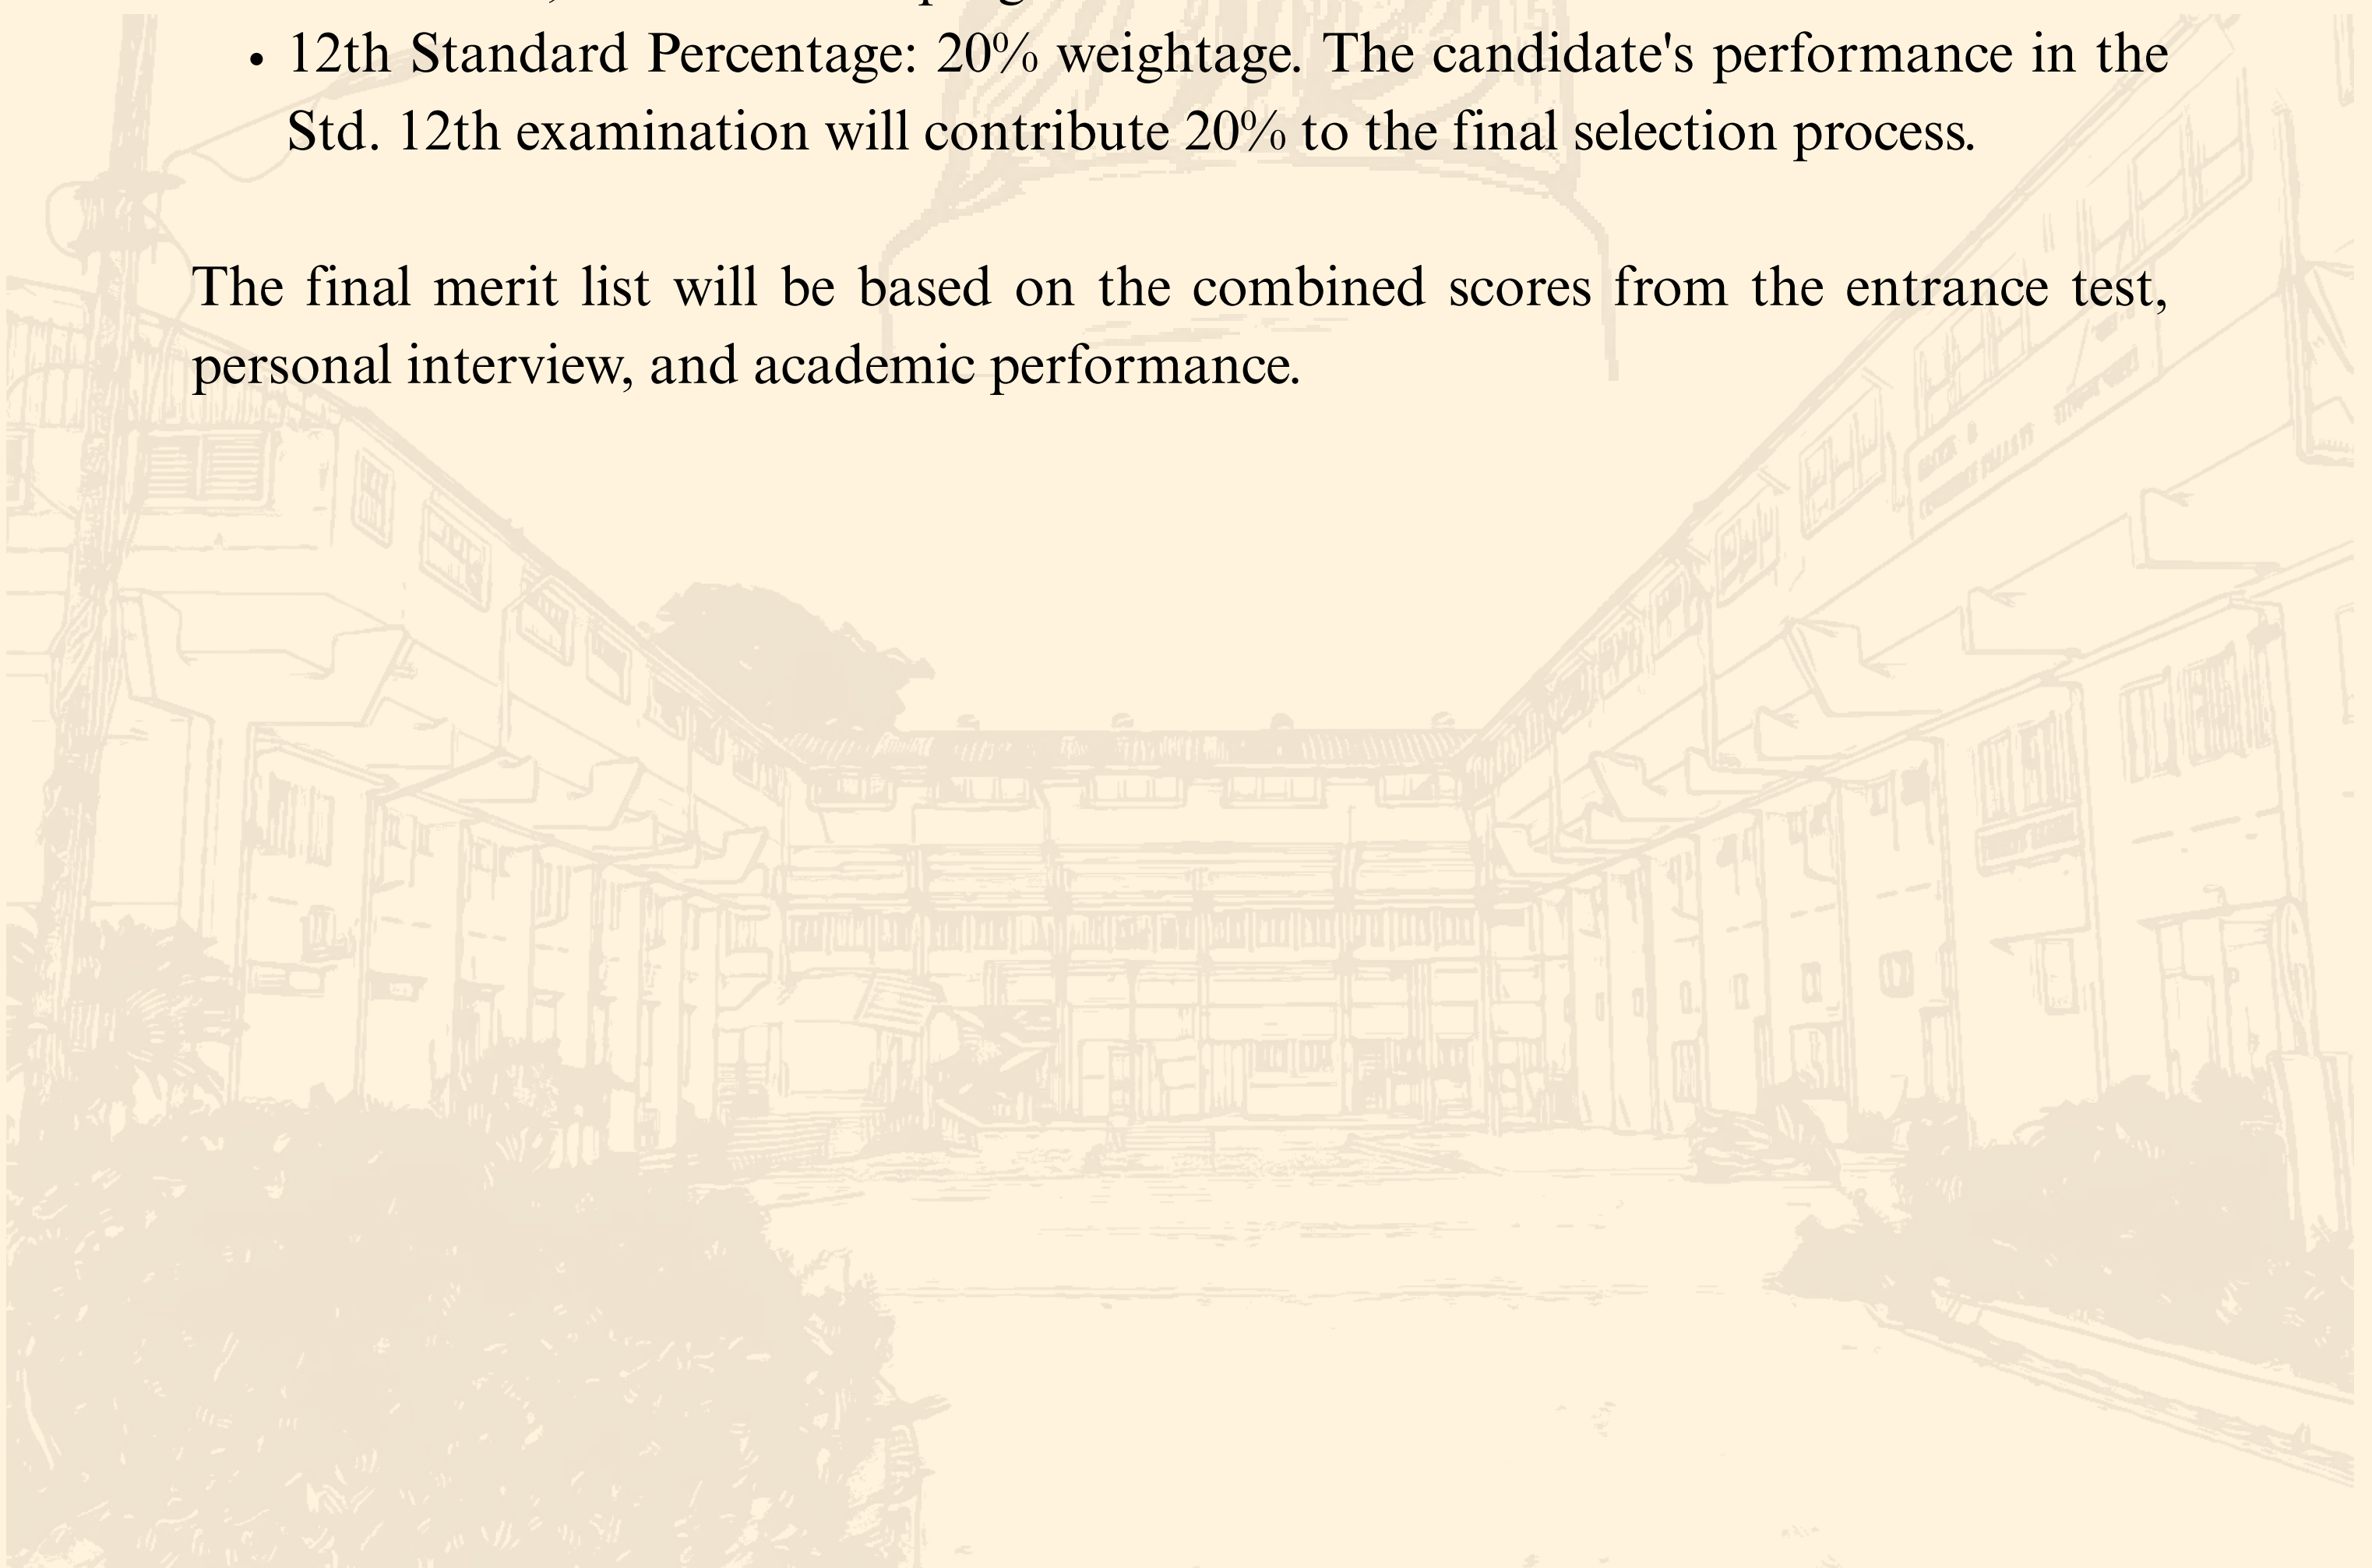 • 12th Standard Percentage: 20% weightage. The candidate's performance in the
Std. 12th examination will contribute 20% to the final selection process.
The final merit list will be based on the combined scores from the entrance test,
personal interview, and academic performance.